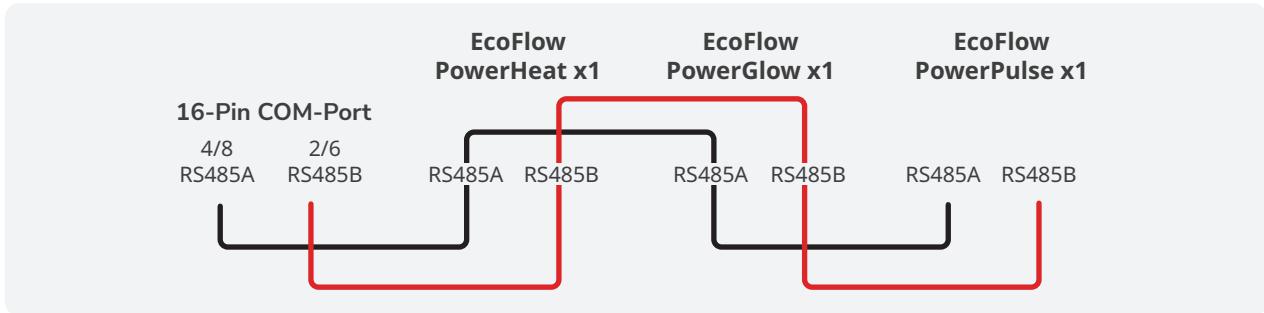 EcoFlow
PowerHeat x1
EcoFlow
PowerGlow x1
EcoFlow
PowerPulse x1
16-Pin COM-Port
4/8
RS485A
2/6
RS485B
RS485A
RS485B
RS485A
RS485B
RS485A
RS485B